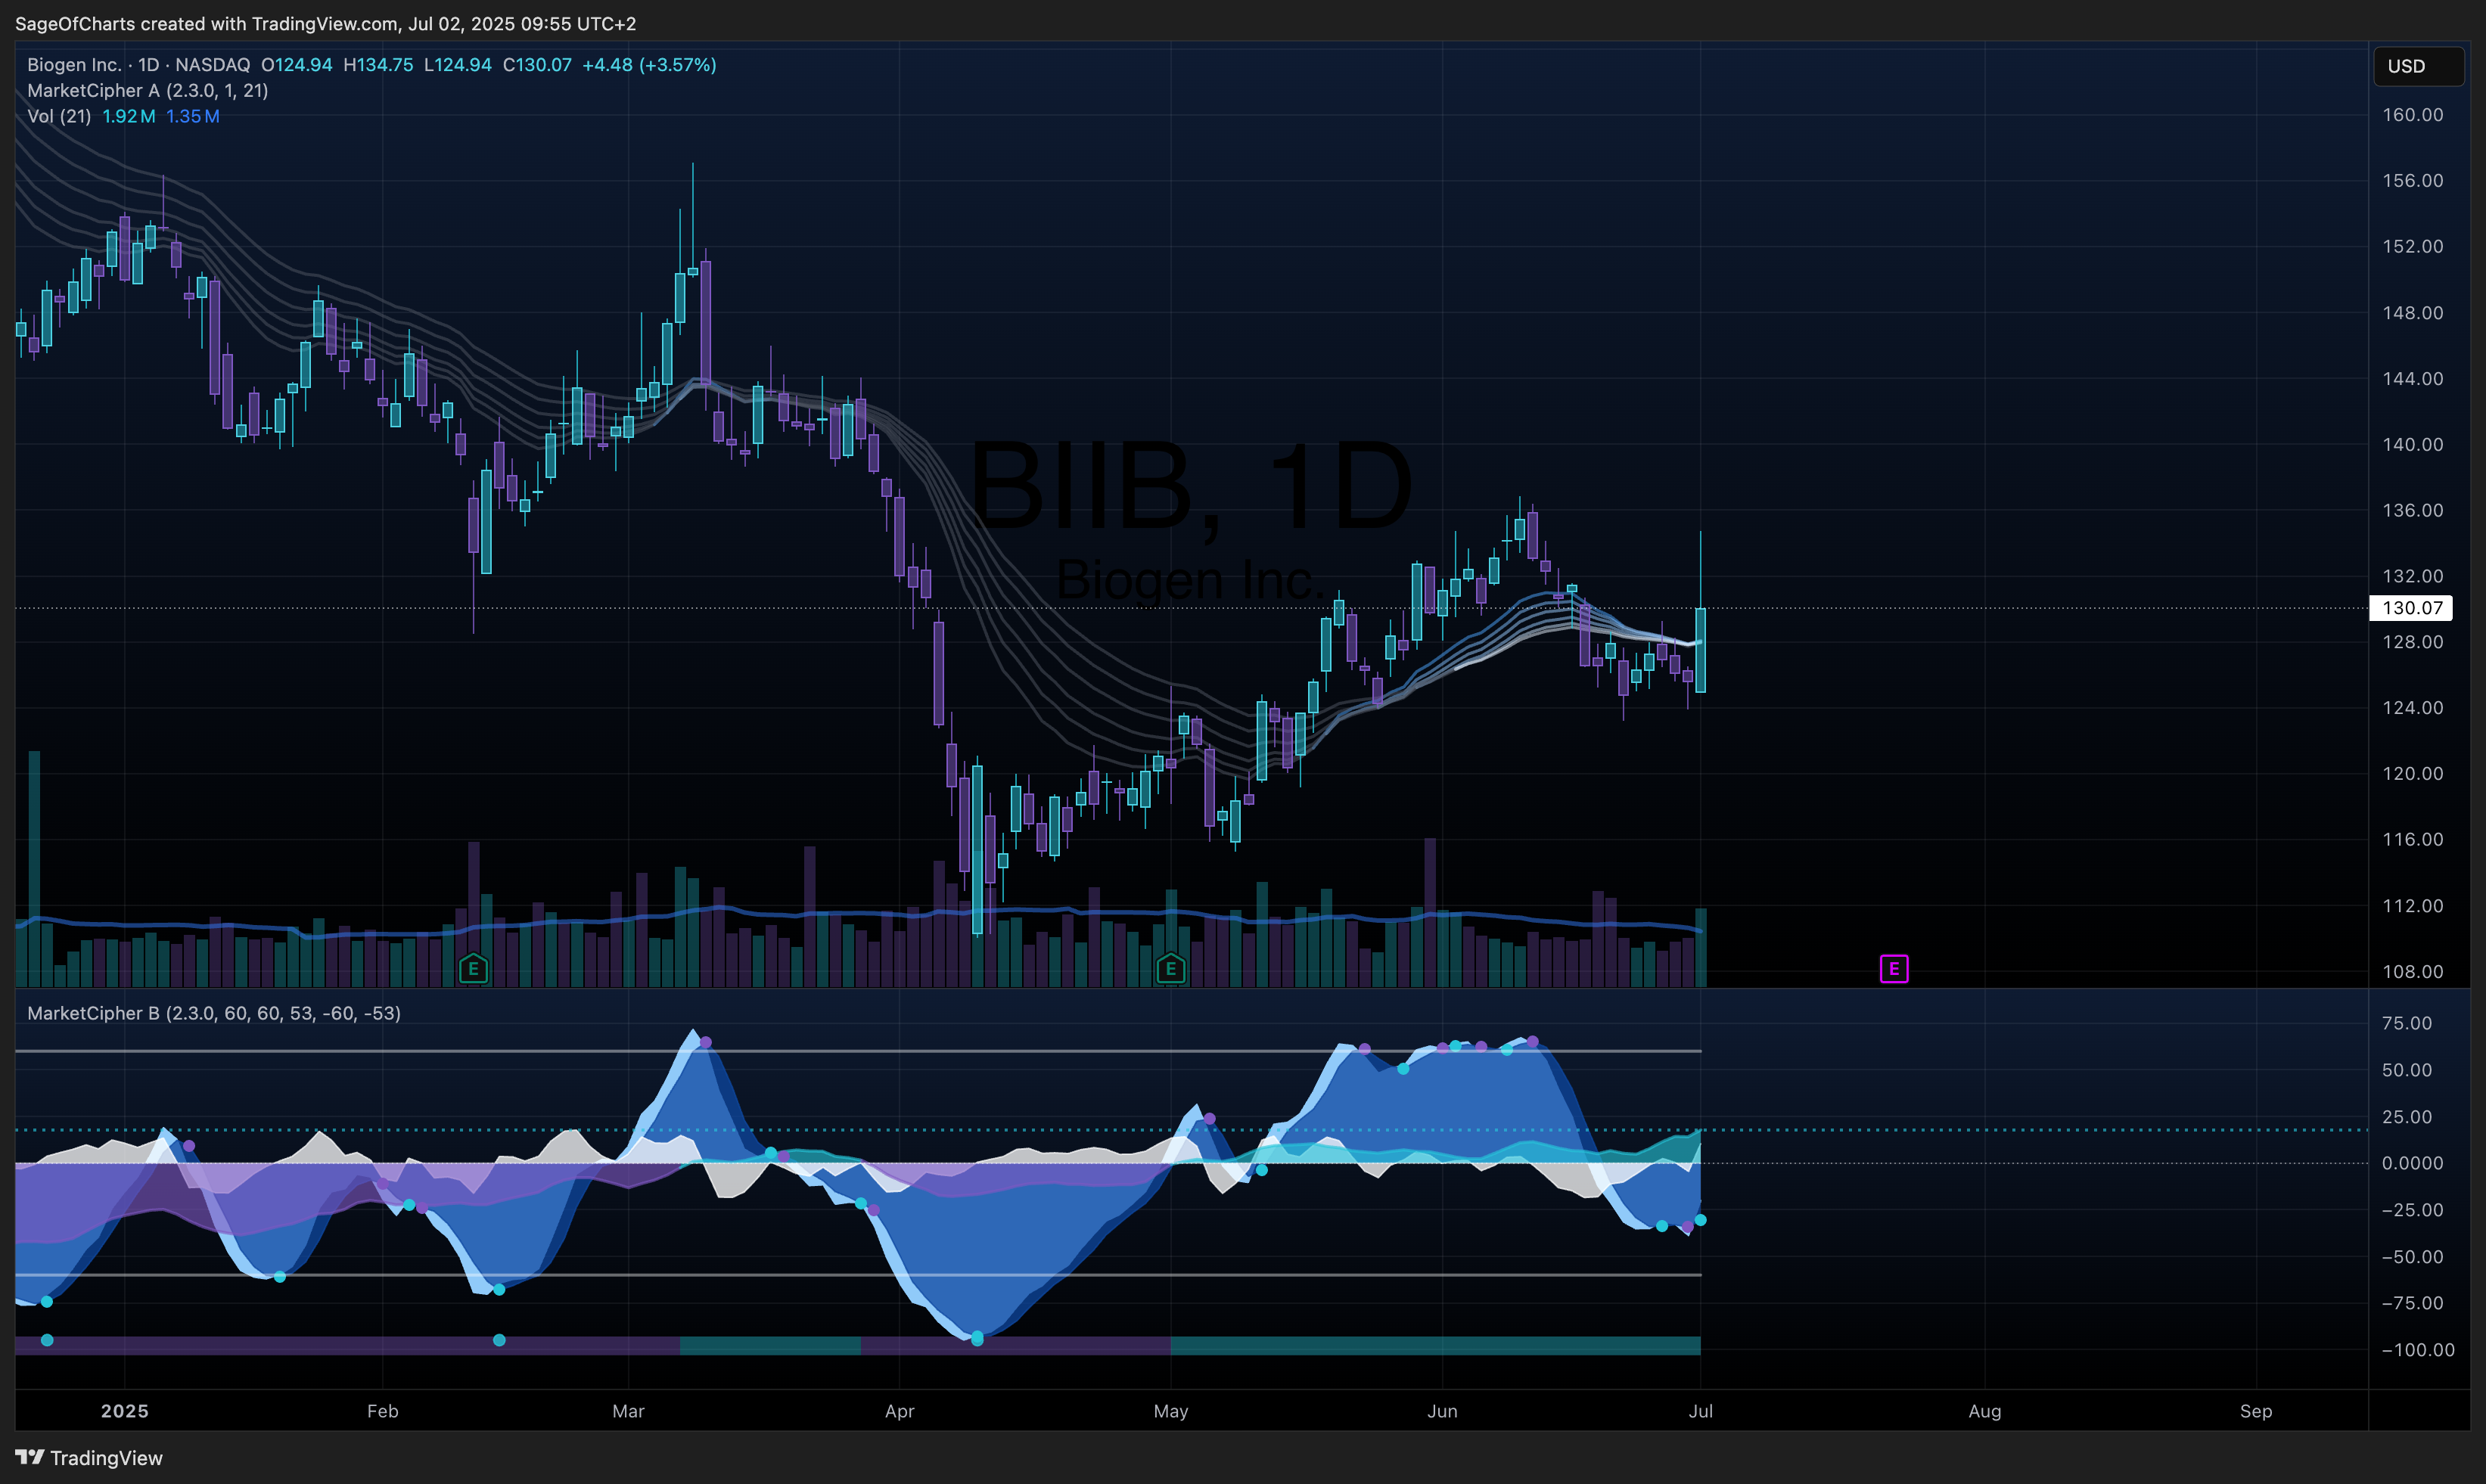 SageOfCharts created with TradingView.com, Jul 02, 2025 09:55 UTC+2
Biogen Inc. · 1D · NASDAQ O124.94 H134.75 L124.94 C130.07 +4.48 (+3.57%)
USD
MarketCipher A (2.3.0, 1, 21)
Vol (21) 1.92 M 1.35 M
160.00
156.00
152.00
148.00
144.00
140.00
BIIB, 1D
136.00
Biogen Inc.
132.00
130.07
128.00
124.00
120.00
116.00
112.00
E E E
108.00
MarketCipher B (2.3.0, 60, 60, 53, -60, -53)
75.00
50.00
25.00
0.0000
−25.00
−50.00
−75.00
−100.00
2025 Feb Mar Apr May Jun Jul Aug Sep
TradingView